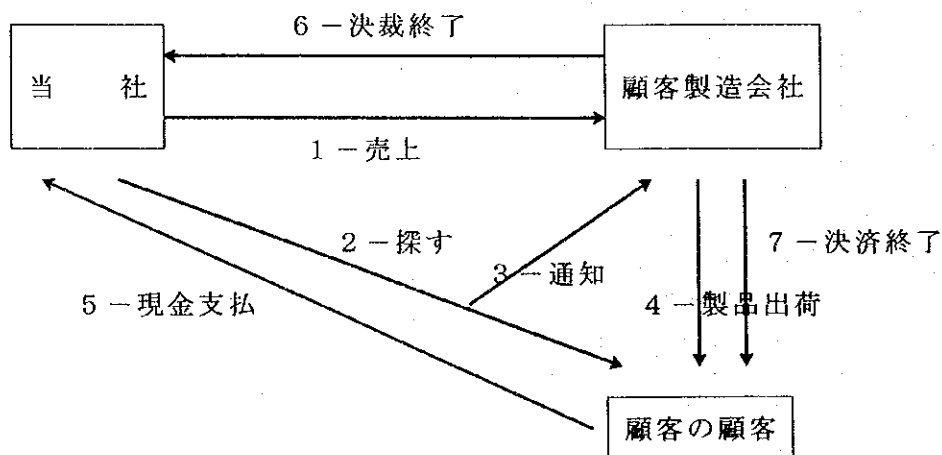 6－決裁終了
当　　社
顧客製造会社
1－売上
2－探す
7－決済終了
3－通知
5－現金支払
4－製品出荷
顧客の顧客